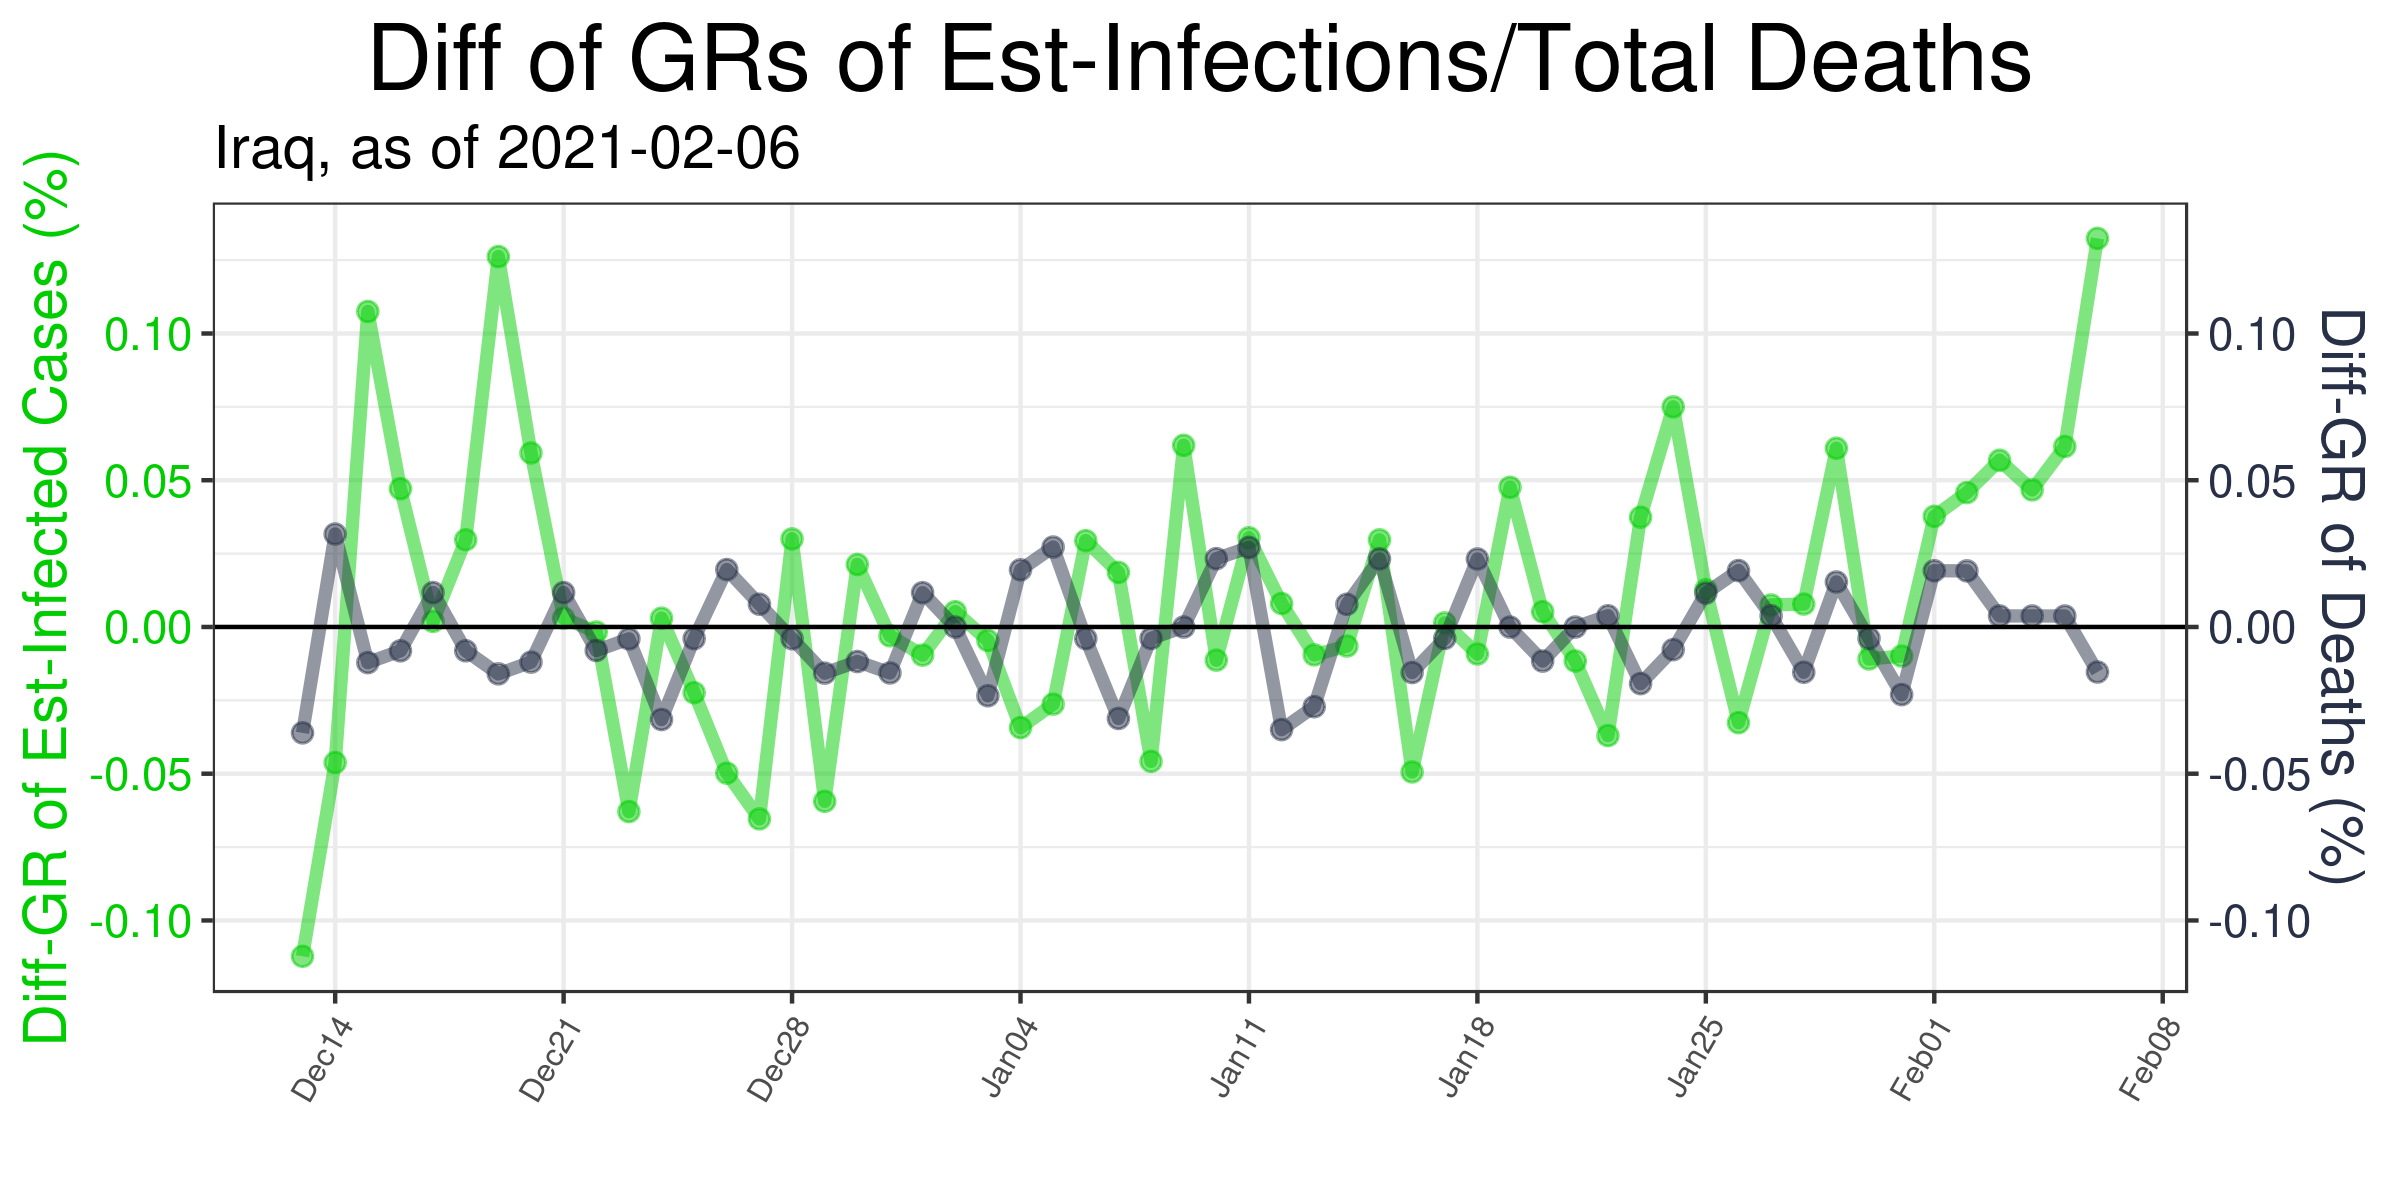 Diff of GRs of Est-Infections/Total Deaths
Iraq, as of 2021-02-06
Diff-GR of Est-Infected Cases (%)
0.10
0.05
0.00
-0.05
-0.10
0.10
0.05
0.00
-0.05
-0.10
Diff-GR of Deaths (%)
Dec14
Dec21
Dec28
Jan04
Jan11
Jan18
Jan25
Feb01
Feb08